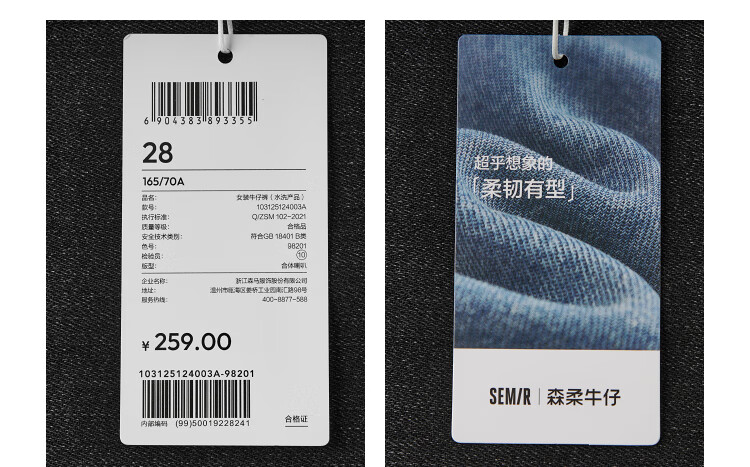 6 904383 893355
28
165/70A
品名: 女装牛仔裤(水洗产品)
款号: 103125124003A
执行标准: Q/ZSM 102-2021
质量等级: 合格品
安全技术类别: 符合GB 18401 B类
色号: 98201
检验员: ⑩
版型: 合体喇叭
企业名称: 浙江森马服饰股份有限公司
地址: 温州市瓯海区娄桥工业园南汇路98号
服务热线: 400-8877-588
¥ 259.00
103125124003A-98201
内部编码 (99)50019228241
合格证
超乎想象的
「柔韧有型」
SEMIR | 森柔牛仔